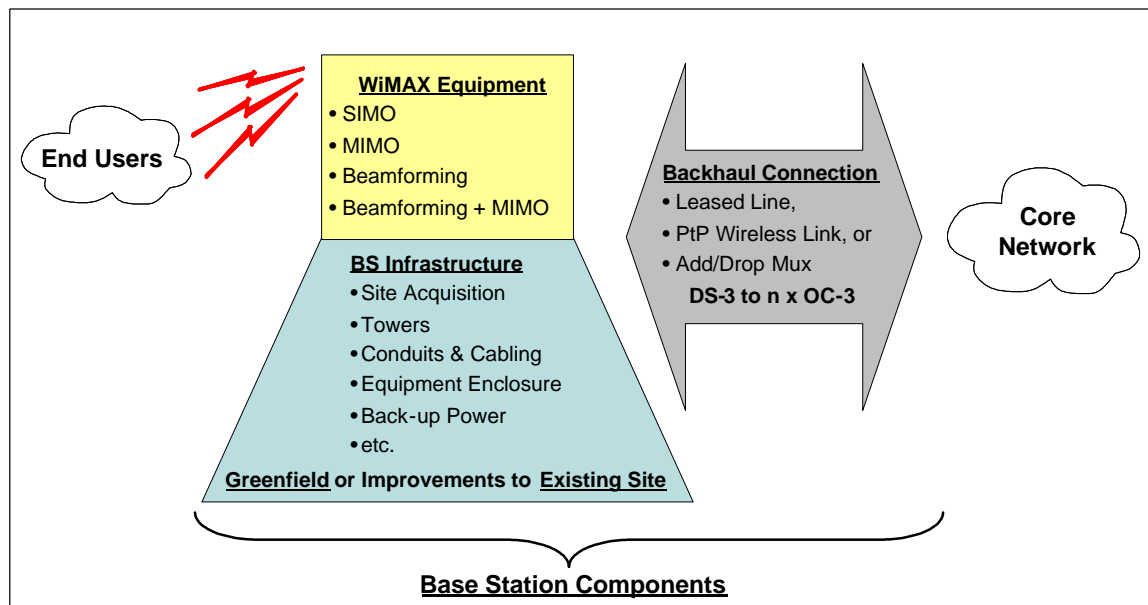 End Users
WiMAX Equipment
• SIMO
• MIMO
• Beamforming
• Beamforming + MIMO
BS Infrastructure
• Site Acquisition
• Towers
• Conduits & Cabling
• Equipment Enclosure
• Back-up Power
• etc.
Greenfield or Improvements to Existing Site
Backhaul Connection
• Leased Line,
• PtP Wireless Link, or
• Add/Drop Mux
DS-3 to n x OC-3
Core
Network
Base Station Components